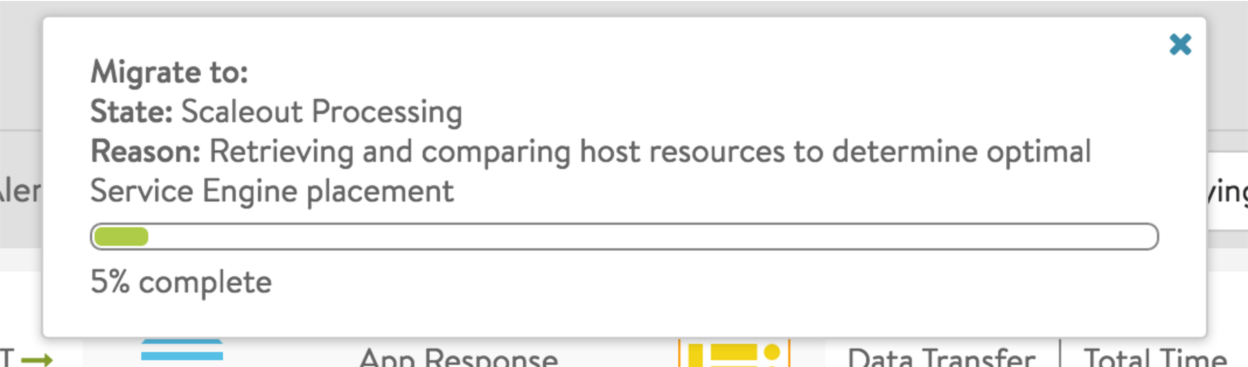 Migrate to:
State: Scaleout Processing
Reason: Retrieving and comparing host resources to determine optimal
Service Engine placement
5% complete
App Response
Data Transfer
Total Time